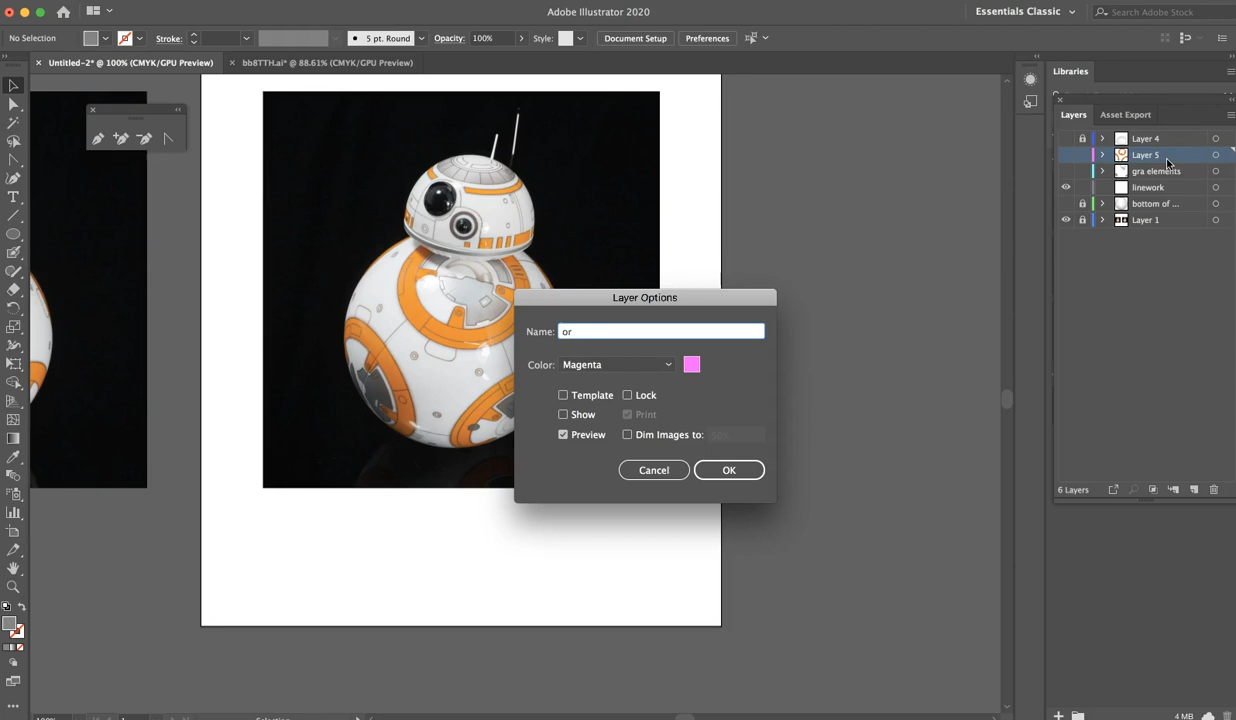 Adobe Illustrator 2020
Essentials Classic
Search Adobe Stock
No Selection
Stroke:
5 pt. Round
Opacity:
100%
Style:
Document Setup
Preferences
Untitled-2* @ 100% (CMYK/GPU Preview)
bb8TTH.ai* @ 88.61% (CMYK/GPU Preview)
Libraries
Layers
Asset Export
Layer 4
Layer 5
gra elements
linework
bottom of ...
Layer 1
Layer Options
Name: or
Color: Magenta
Template
Lock
Show
Print
Preview
Dim Images to:
Cancel
OK
6 Layers
4 MB